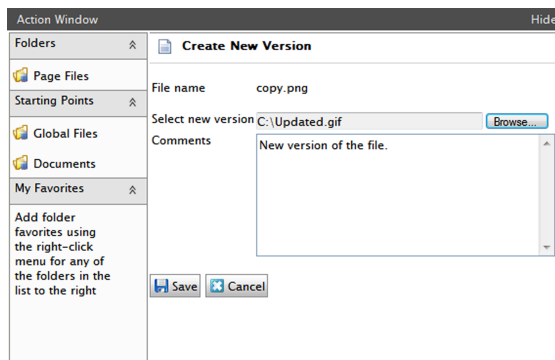 Action Window Hide
Folders
Page Files
Starting Points
Global Files
Documents
My Favorites
Add folder
favorites using
the right-click
menu for any of
the folders in the
list to the right
Create New Version
File name copy.png
Select new version C:\Updated.gif Browse...
Comments New version of the file.
Save Cancel